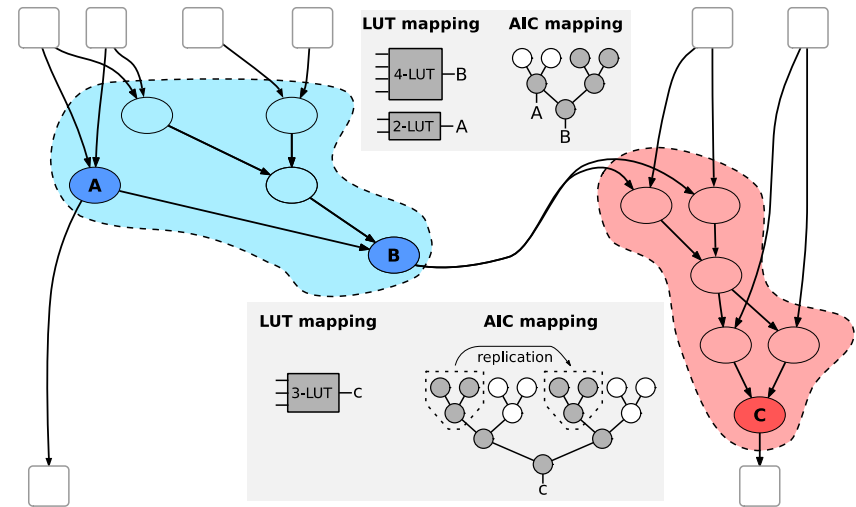 LUT mapping
AIC mapping
4-LUT
B
2-LUT
A
A
B
A
B
LUT mapping
AIC mapping
replication
3-LUT
c
c
C